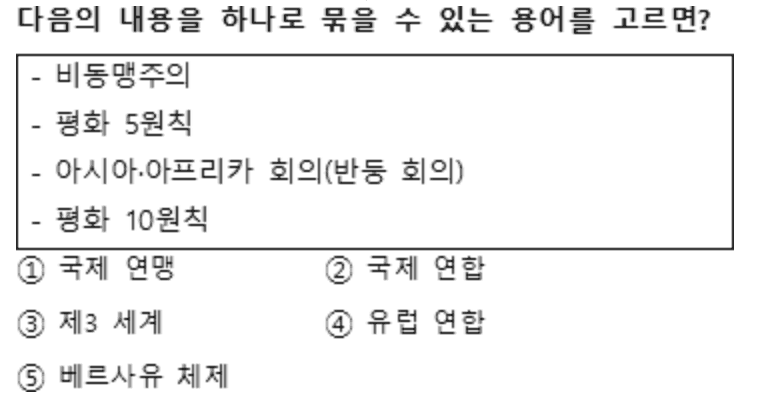 다음의 내용을 하나로 묶을 수 있는 용어를 고르면?
- 비동맹주의
- 평화 5원칙
- 아시아·아프리카 회의(반둥 회의)
- 평화 10원칙
① 국제 연맹 ② 국제 연합
③ 제3 세계 ④ 유럽 연합
⑤ 베르사유 체제